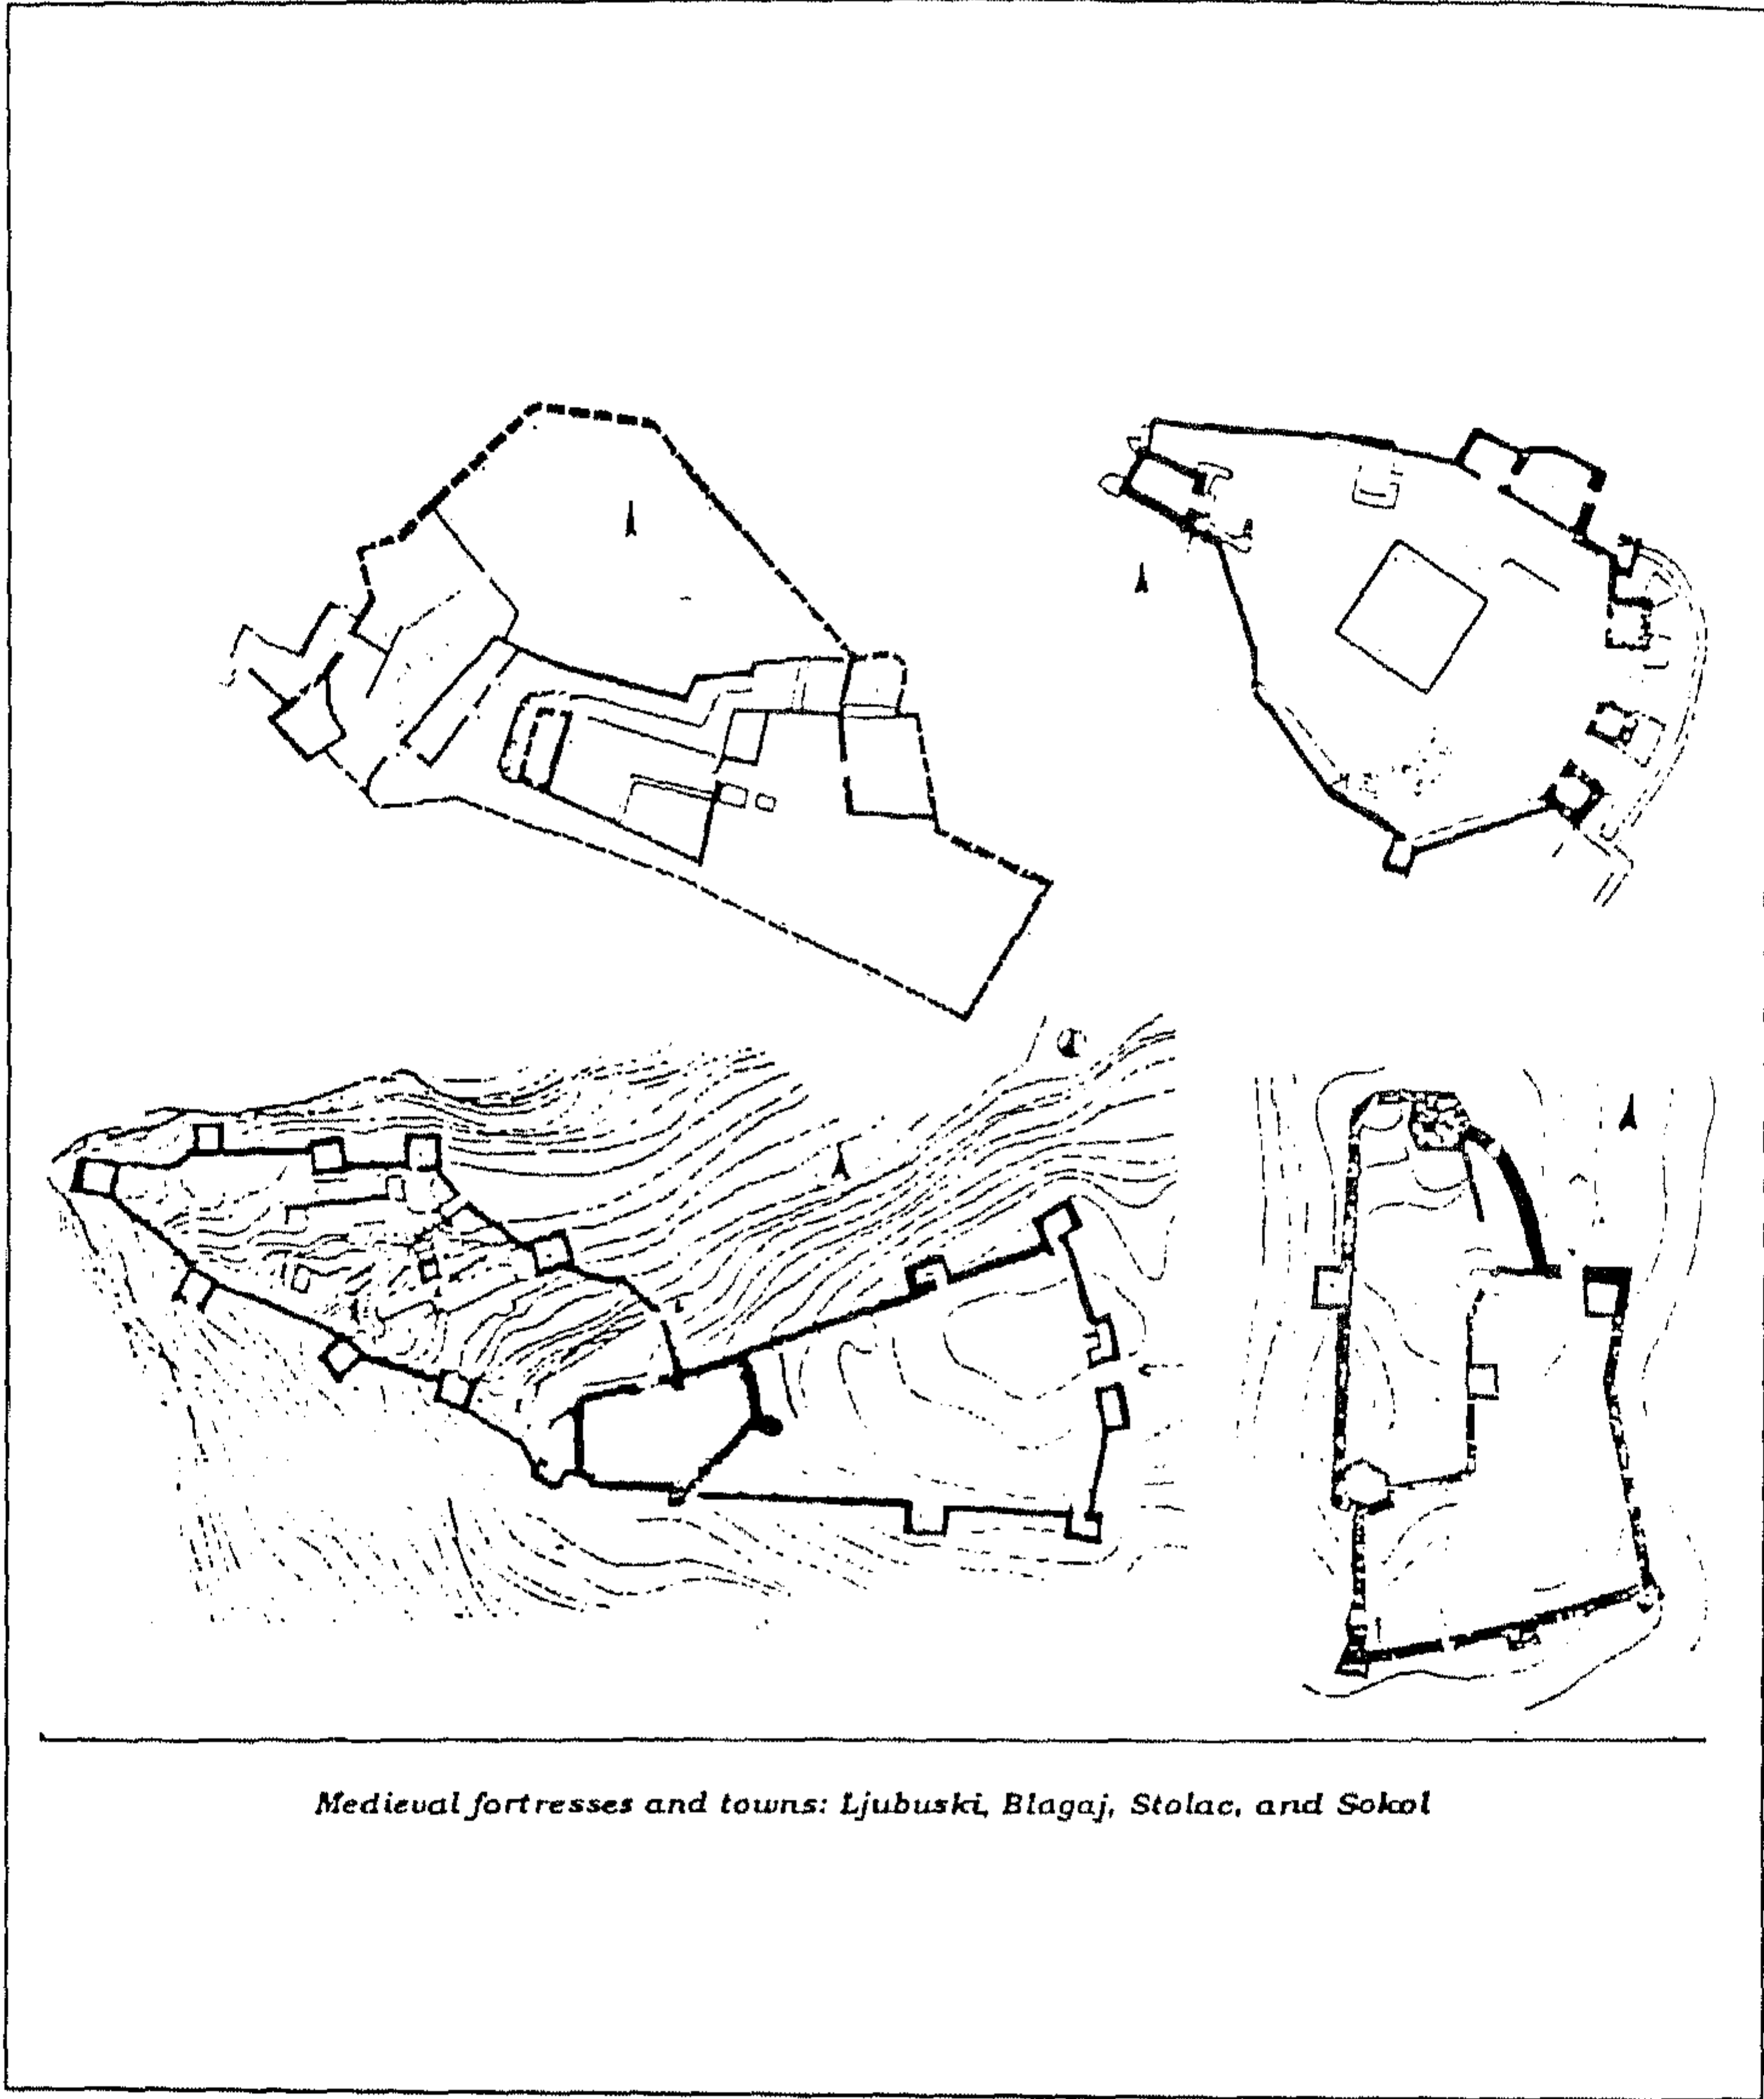 Medieval fortresses and towns: Ljubuski, Blagaj, Stolac, and Sokol